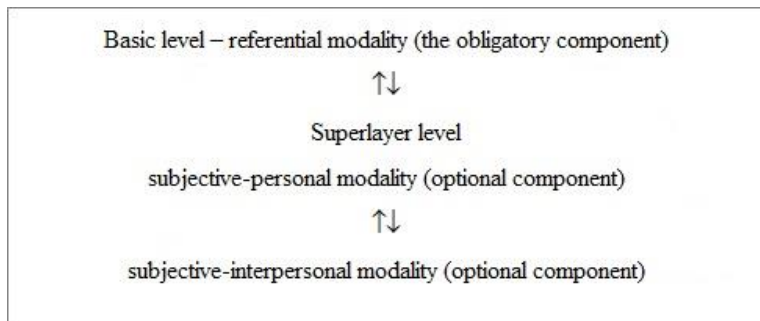 Basic level – referential modality (the obligatory component)
↑↓
Superlayer level
subjective-personal modality (optional component)
↑↓
subjective-interpersonal modality (optional component)